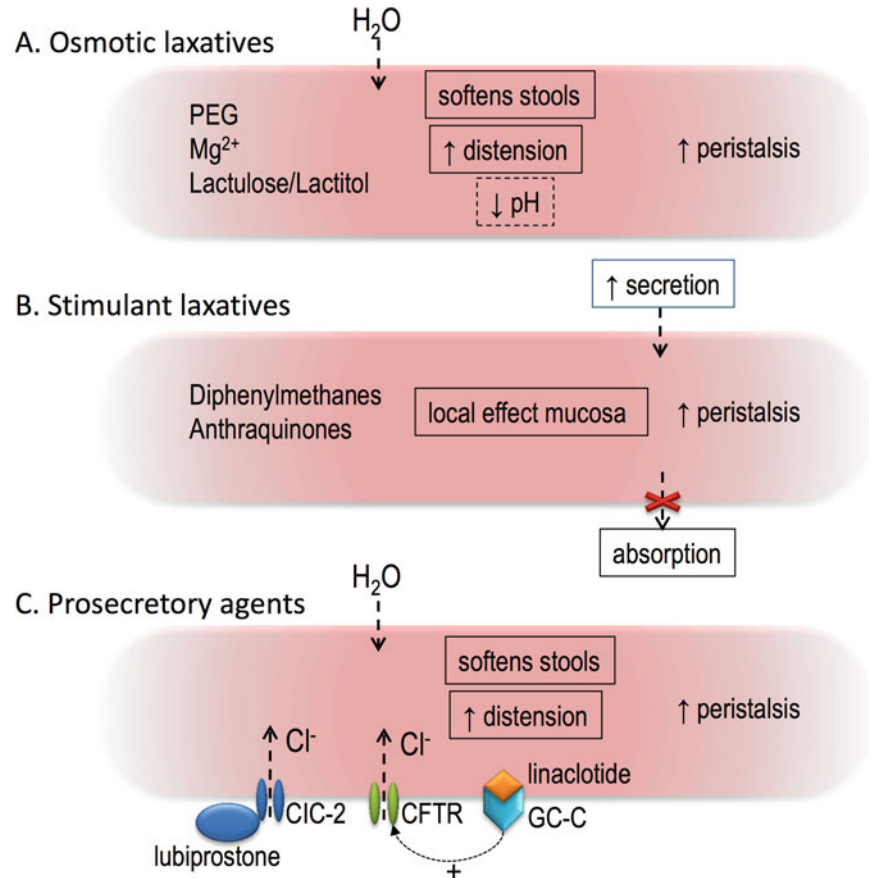 H₂O
A. Osmotic laxatives
softens stools
PEG
Mg²⁺
↑ distension
↑ peristalsis
Lactulose/Lactitol
↓ pH
↑ secretion
B. Stimulant laxatives
Diphenylmethanes
Anthraquinones
local effect mucosa
↑ peristalsis
absorption
H₂O
C. Prosecretory agents
softens stools
↑ distension
↑ peristalsis
Cl⁻
Cl⁻
linaclotide
ClC-2
CFTR
GC-C
lubiprostone
+